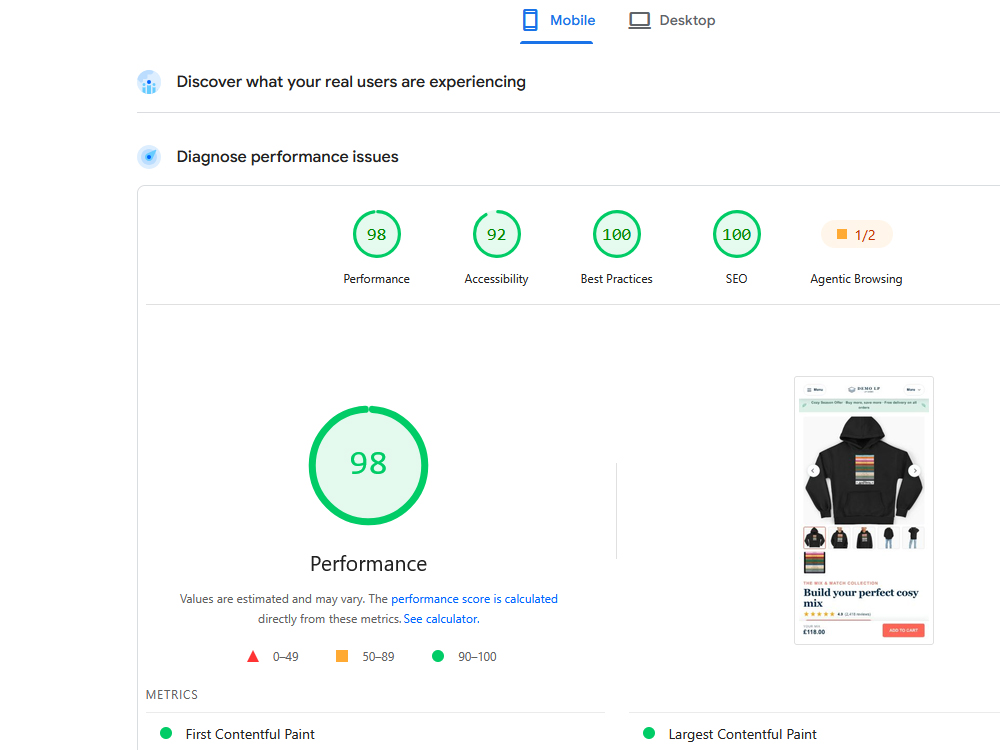 Mobile
Desktop
Discover what your real users are experiencing
Diagnose performance issues
98
92
100
100
1/2
Performance
Accessibility
Best Practices
SEO
Agentic Browsing
98
Performance
Values are estimated and may vary. The performance score is calculated
directly from these metrics. See calculator.
0–49
50–89
90–100
Menu
DEMO LP
More
Cosy Season Offer · Buy more, save more · Free delivery on all
orders
THE MIX & MATCH COLLECTION
Build your perfect cosy
mix
4.8
£118.00
ADD TO CART
METRICS
First Contentful Paint
Largest Contentful Paint